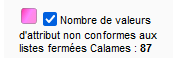 Nombre de valeurs
d'attribut non conformes aux
listes fermées Calames : 87